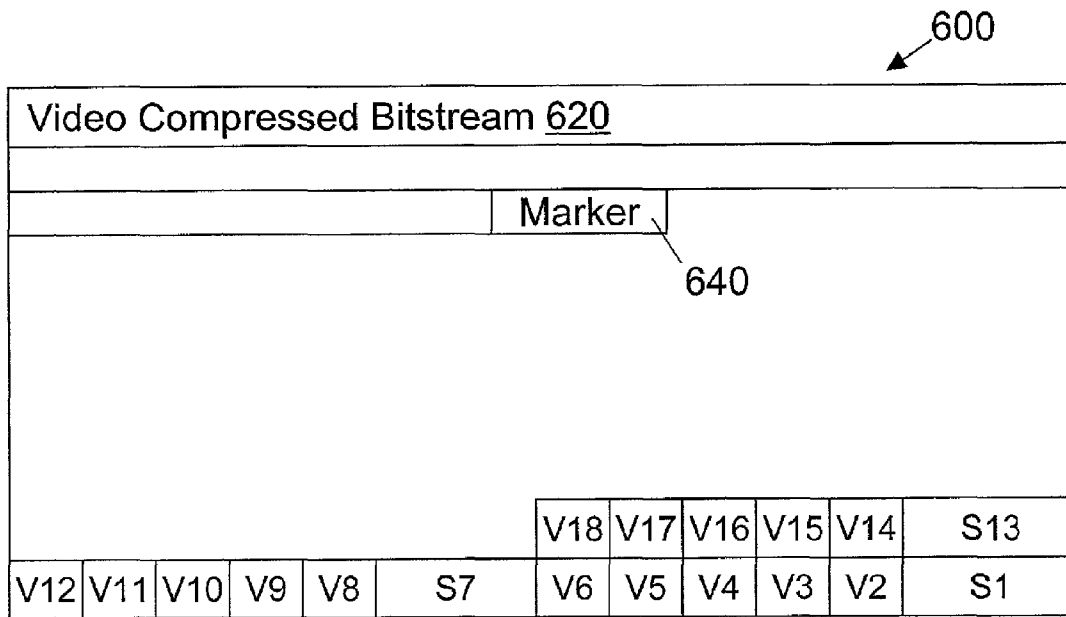 600
Video Compressed Bitstream 620
Marker
640
V18 V17 V16 V15 V14 S13
V12 V11 V10 V9 V8 S7 V6 V5 V4 V3 V2 S1